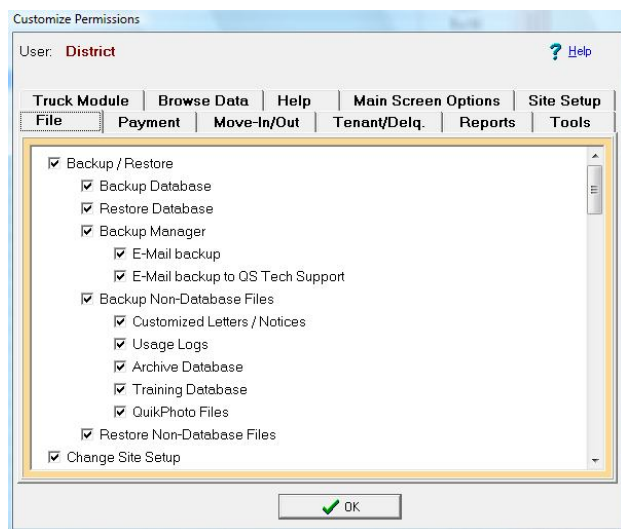 Customize Permissions
User: District
Help
Truck Module Browse Data Help Main Screen Options Site Setup
File Payment Move-In/Out Tenant/Delq. Reports Tools
Backup / Restore
Backup Database
Restore Database
Backup Manager
E-Mail backup
E-Mail backup to QS Tech Support
Backup Non-Database Files
Customized Letters / Notices
Usage Logs
Archive Database
Training Database
QuikPhoto Files
Restore Non-Database Files
Change Site Setup
OK